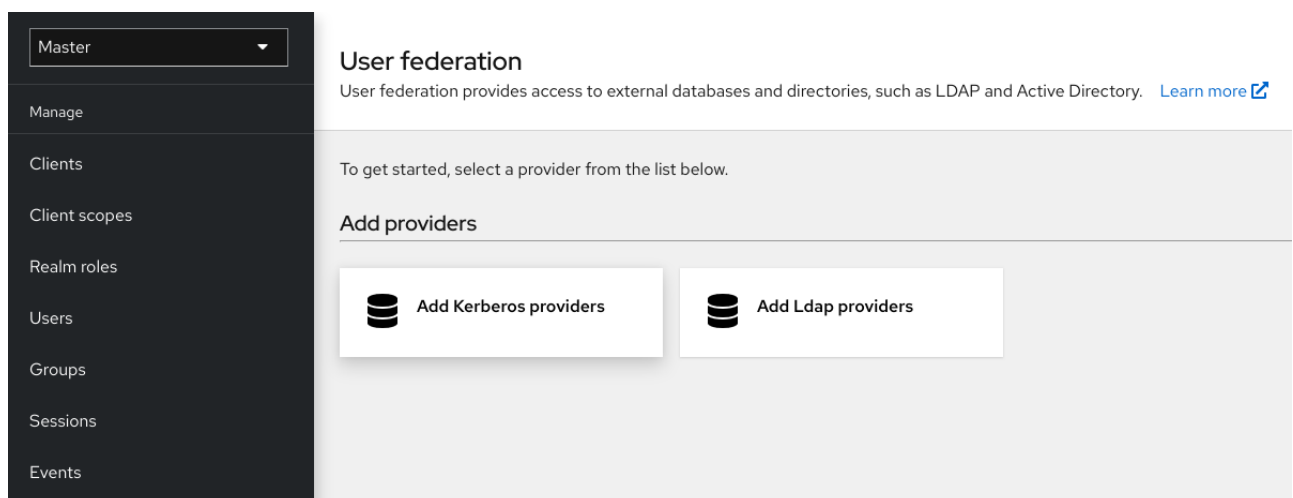 Master
Manage
Clients
Client scopes
Realm roles
Users
Groups
Sessions
Events
User federation
User federation provides access to external databases and directories, such as LDAP and Active Directory. Learn more
To get started, select a provider from the list below.
Add providers
Add Kerberos providers
Add Ldap providers